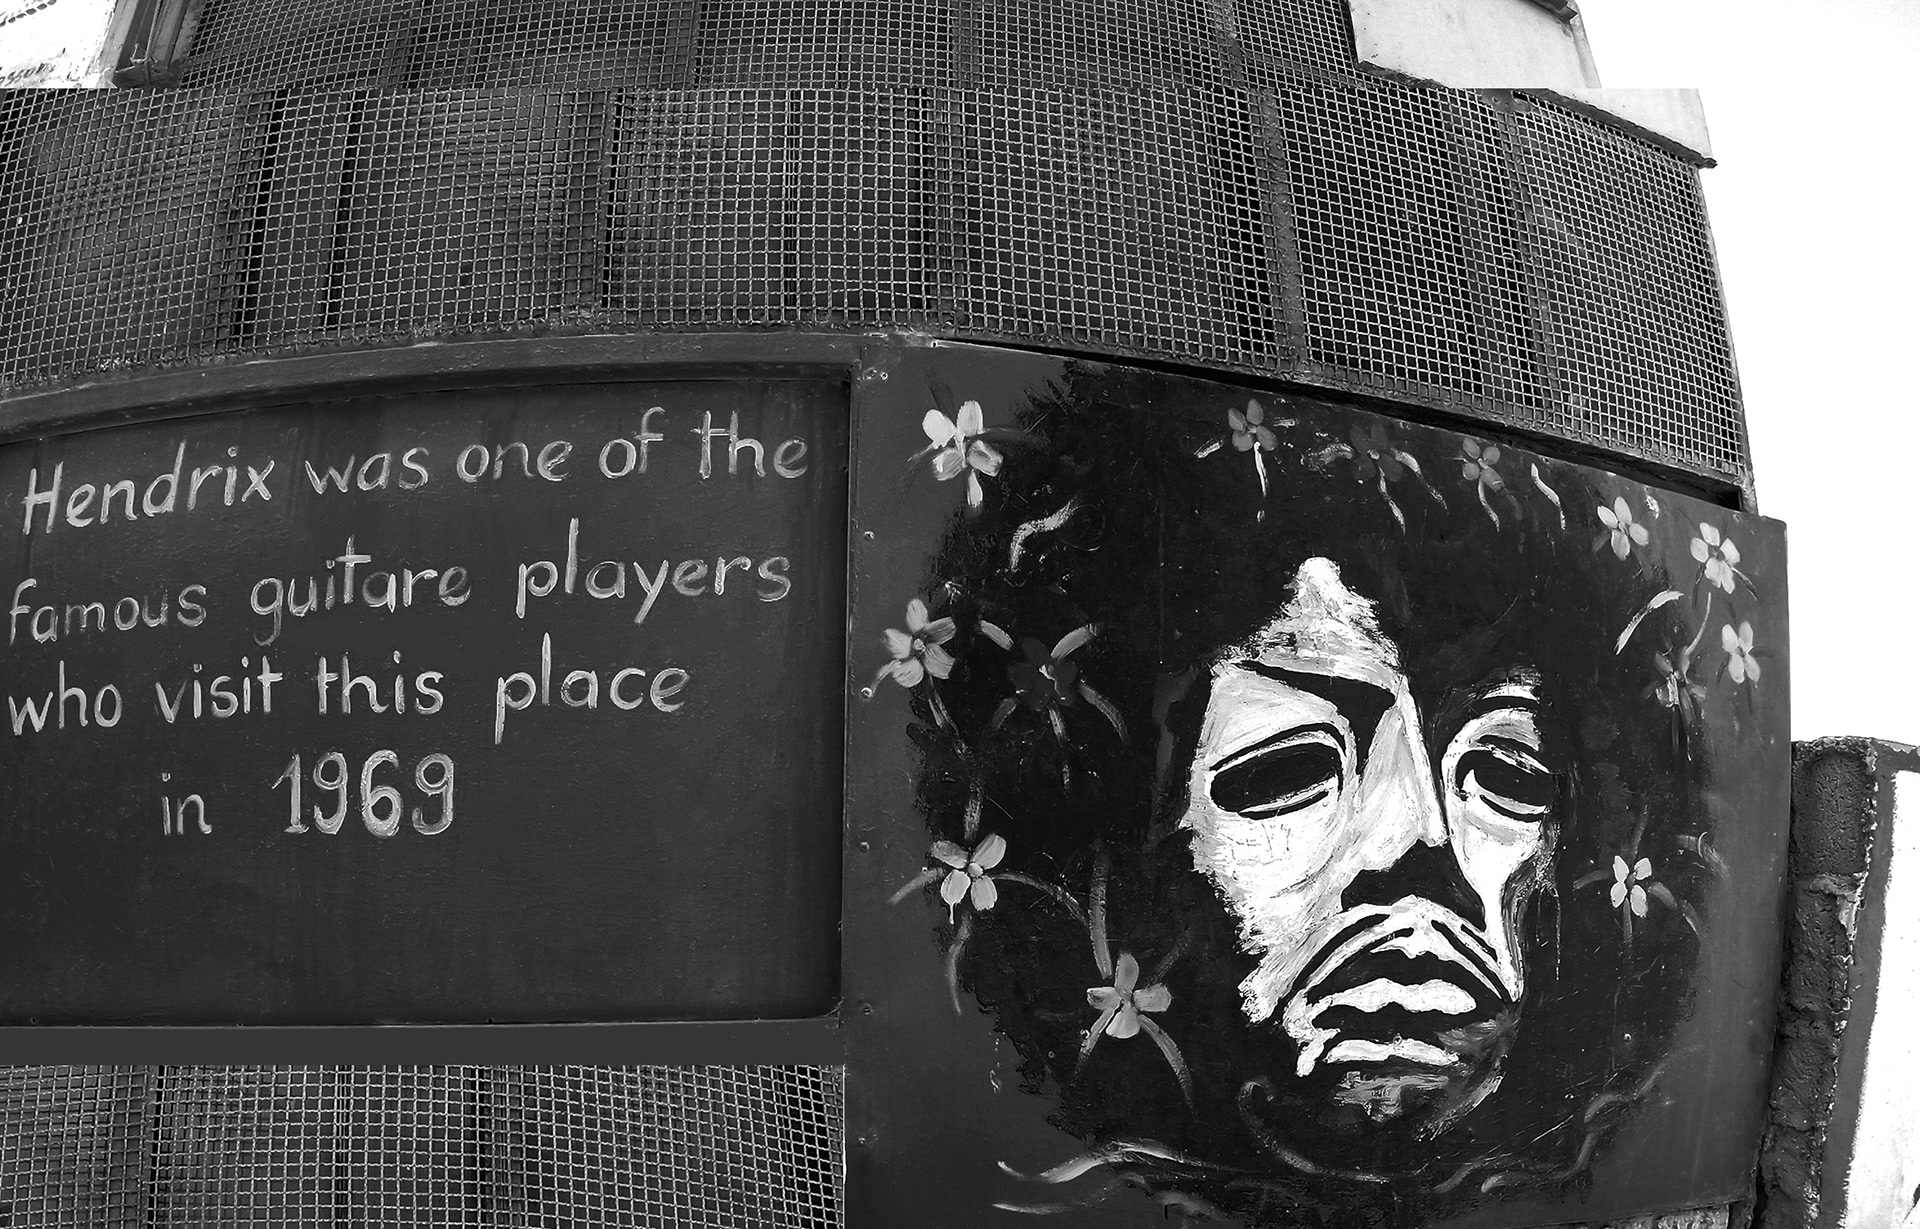 Hendrix was one of the
famous guitare players
who visit this place
in 1969